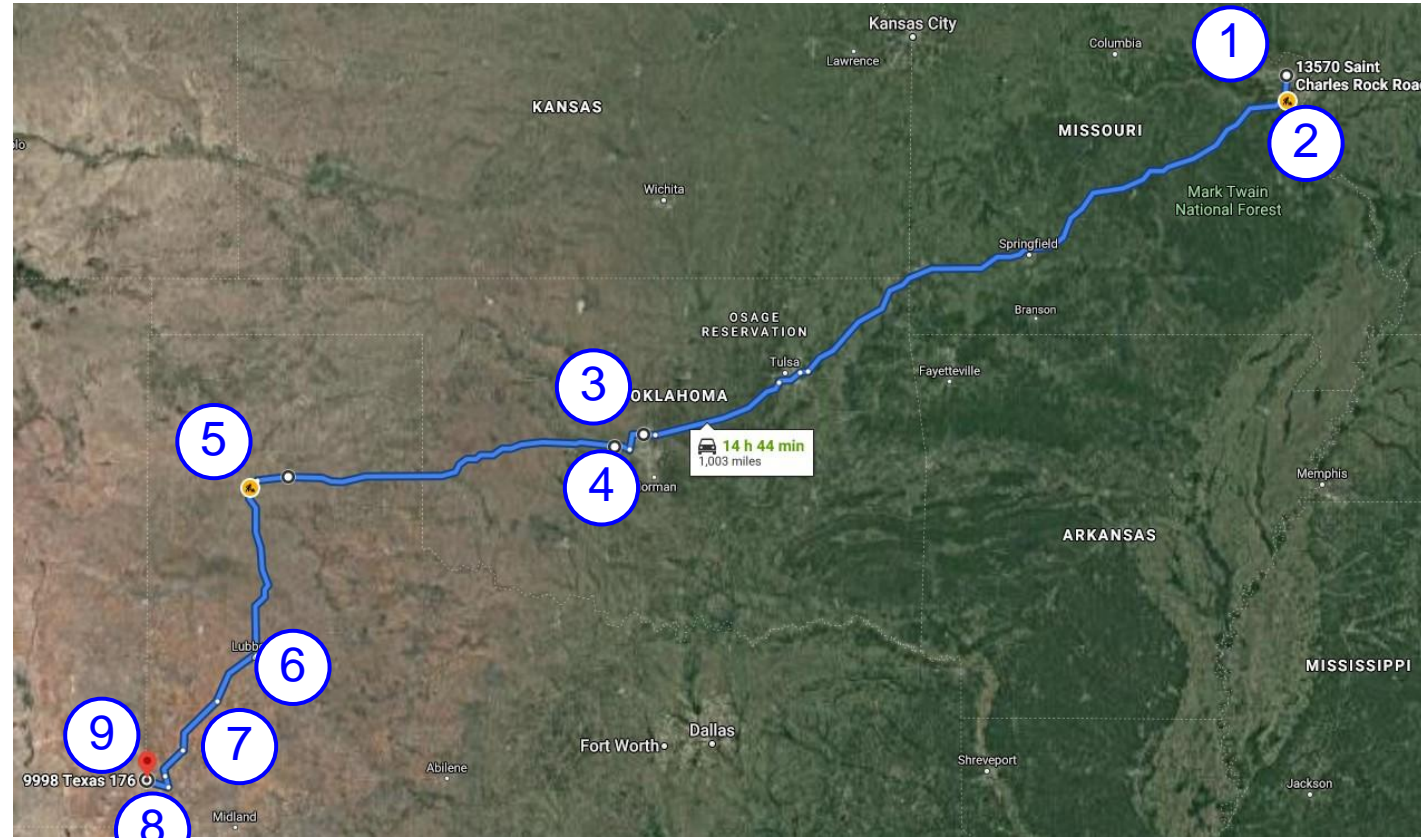 Kansas City
Columbia
1
13570 Saint
Charles Rock Roa
Lawrence
KANSAS
MISSOURI
2
Wichita
Mark Twain
National Forest
Springfield
OSAGE
RESERVATION
Branson
Tulsa
Fayetteville
3
OKLAHOMA
5
14 h 44 min
1,003 miles
4
orman
Memphis
ARKANSAS
Lubb
6
MISSISSIPPI
9
7
Fort Worth
Dallas
9998 Texas 176
Abilene
Shreveport
Jackson
8
Midland